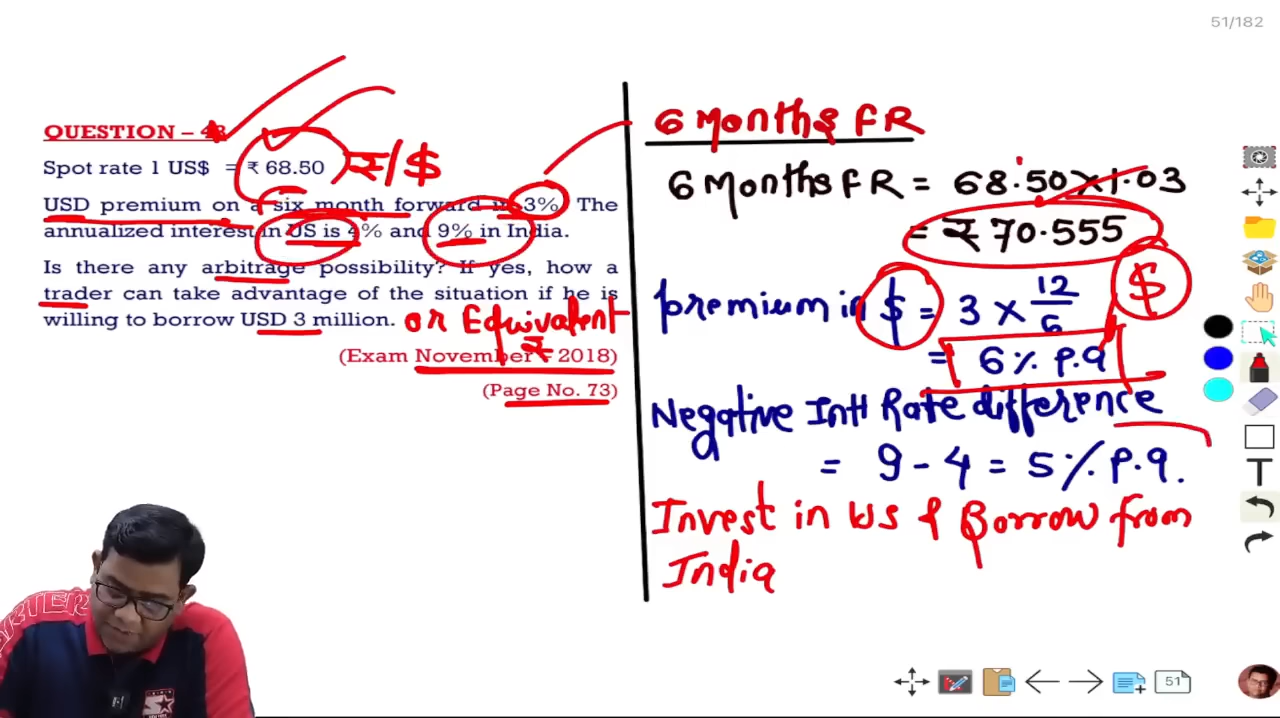 51/182
QUESTION – 48
Spot rate 1 US$ = ₹ 68.50 ₹/$
USD premium on a six month forward in 3%. The
annualized interest in US is 4% and 9% in India.
Is there any arbitrage possibility? If yes, how a
trader can take advantage of the situation if he is
willing to borrow USD 3 million. or Equivalent
₹
(Exam November – 2018)
(Page No. 73)
6 Months FR
6 Months FR = 68.50 × 1.03
= ₹ 70.555
premium in $ = 3 × 12/6 $
= 6% p.a
Negative Intt Rate difference
= 9 - 4 = 5% p.a.
Invest in US & Borrow from
India
T
51